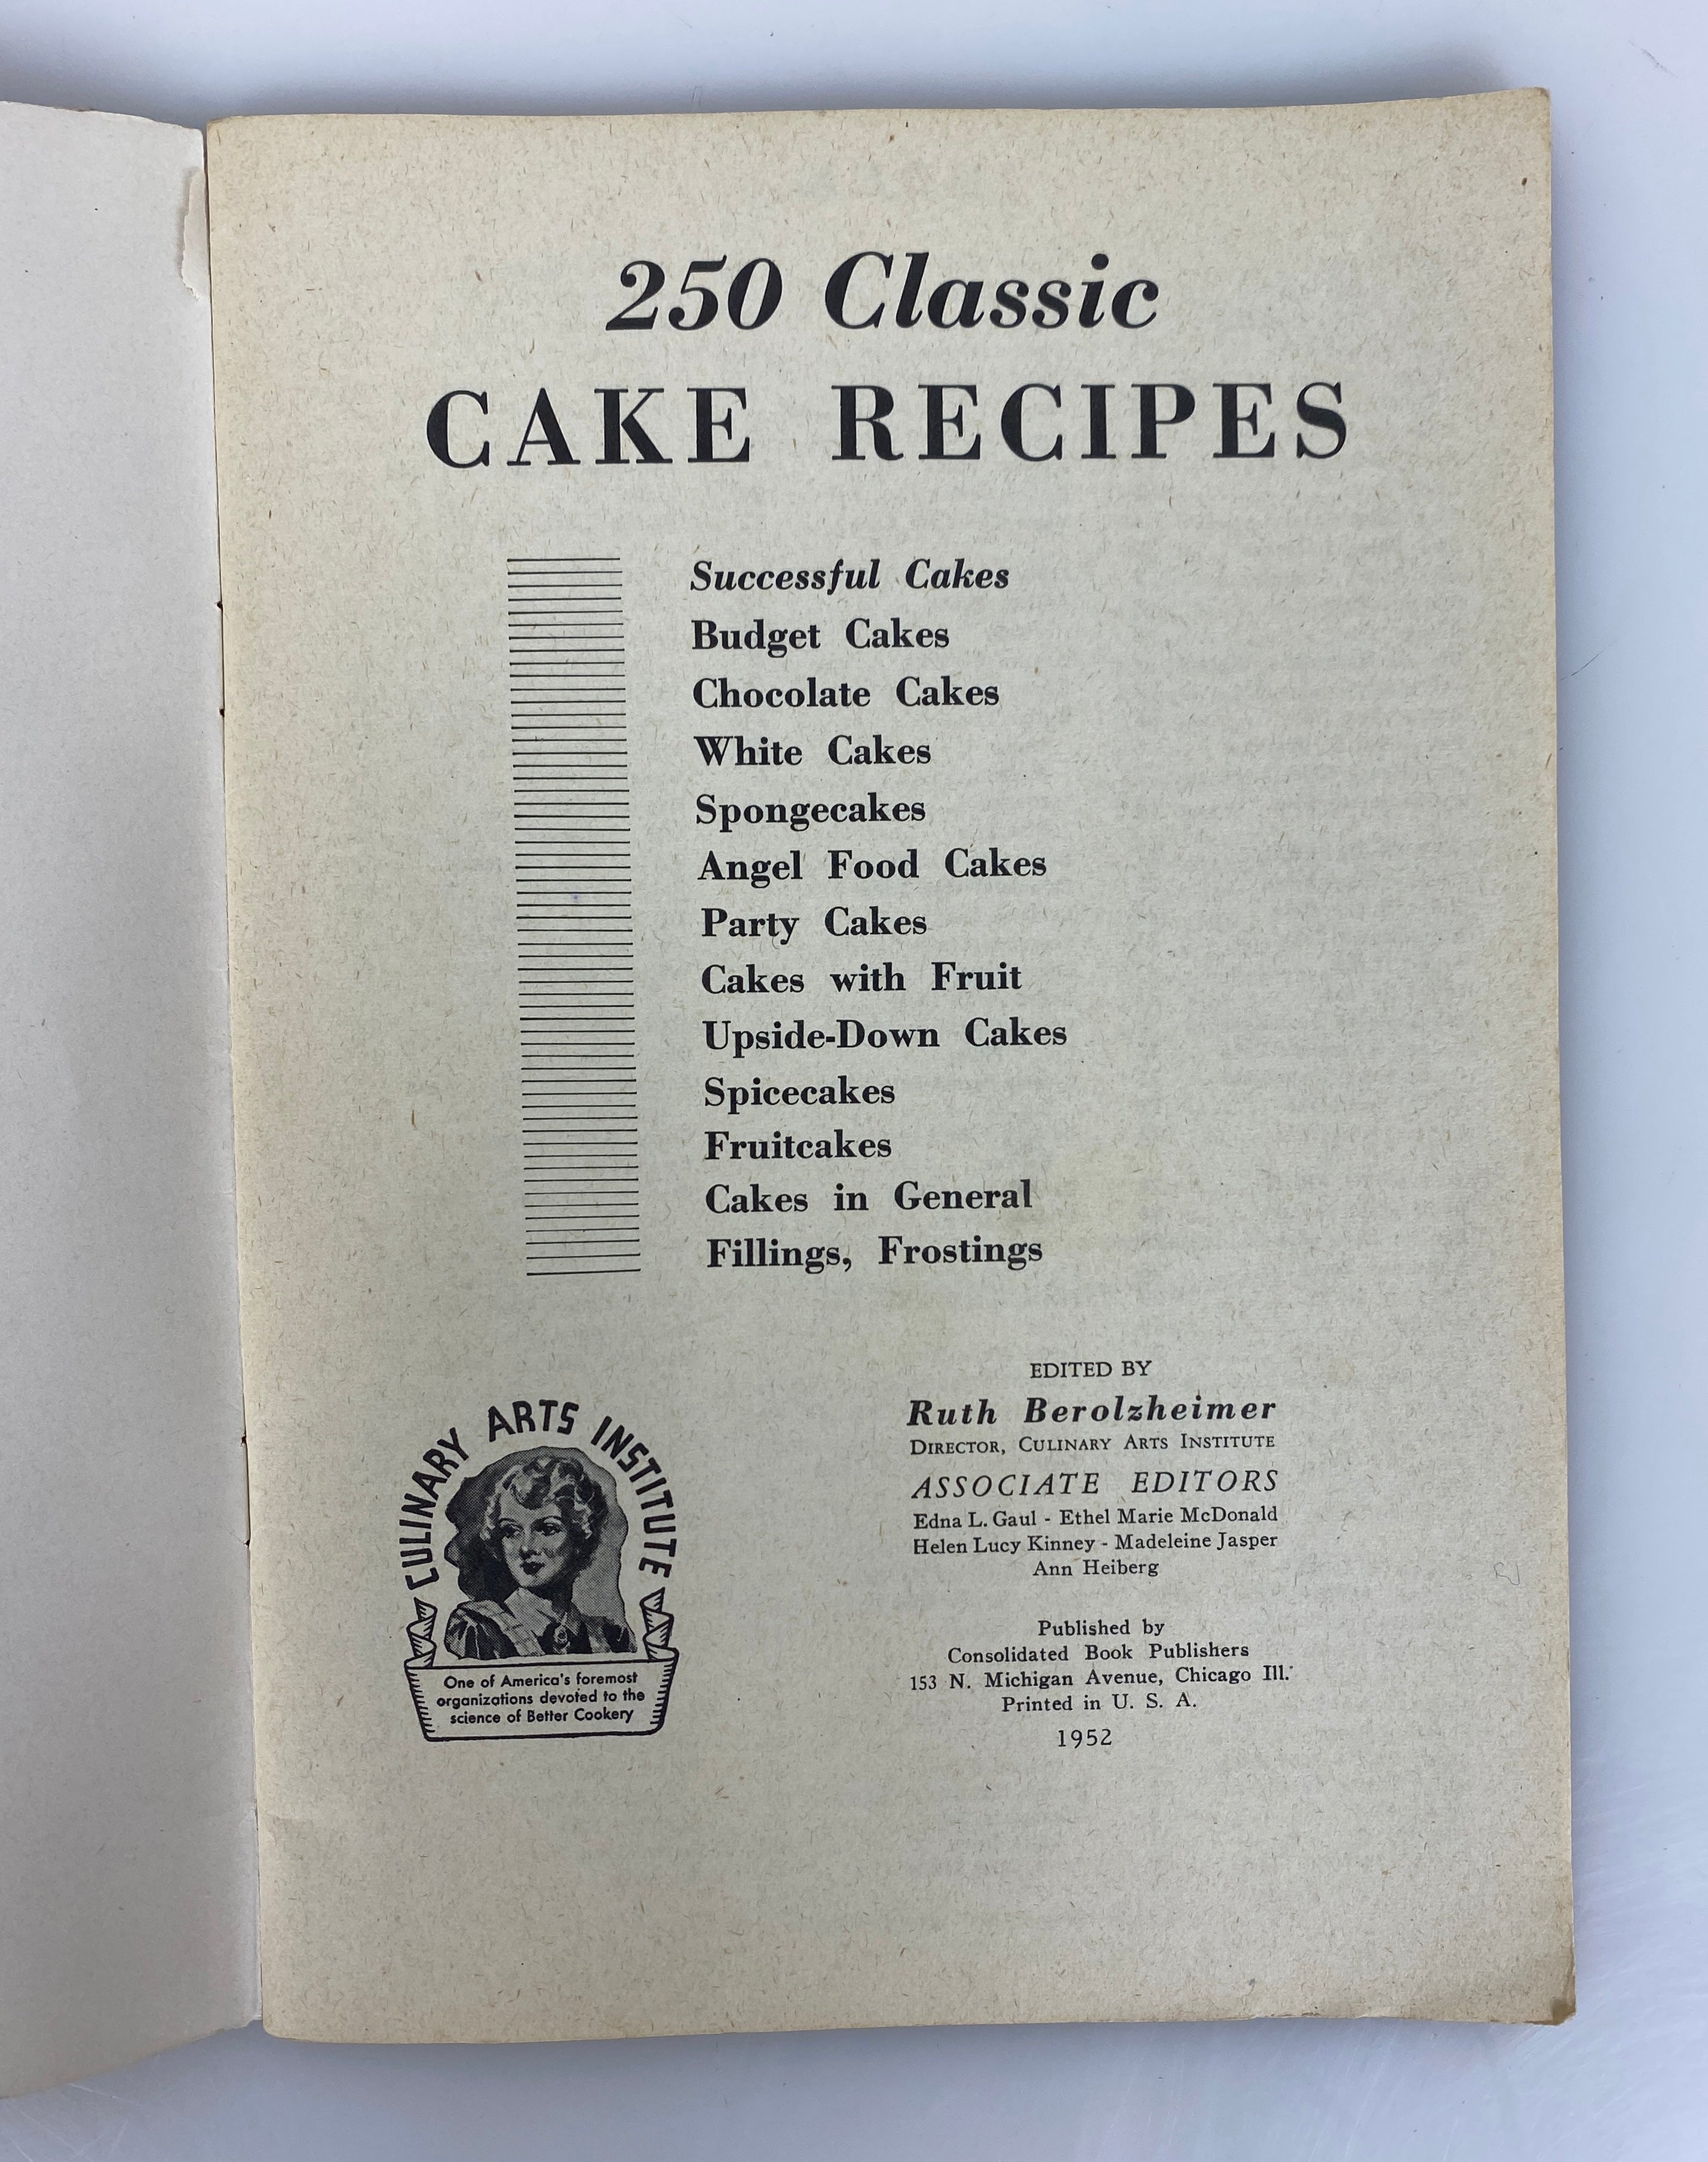 250 Classic
CAKE RECIPES
Successful Cakes
Budget Cakes
Chocolate Cakes
White Cakes
Spongecakes
Angel Food Cakes
Party Cakes
Cakes with Fruit
Upside-Down Cakes
Spicecakes
Fruitcakes
Cakes in General
Fillings, Frostings
CULINARY ARTS INSTITUTE
One of America's foremost
organizations devoted to the
science of Better Cookery
EDITED BY
Ruth Berolzheimer
DIRECTOR, CULINARY ARTS INSTITUTE
ASSOCIATE EDITORS
Edna L. Gaul - Ethel Marie McDonald
Helen Lucy Kinney - Madeleine Jasper
Ann Heiberg
Published by
Consolidated Book Publishers
153 N. Michigan Avenue, Chicago Ill.
Printed in U. S. A.
1952